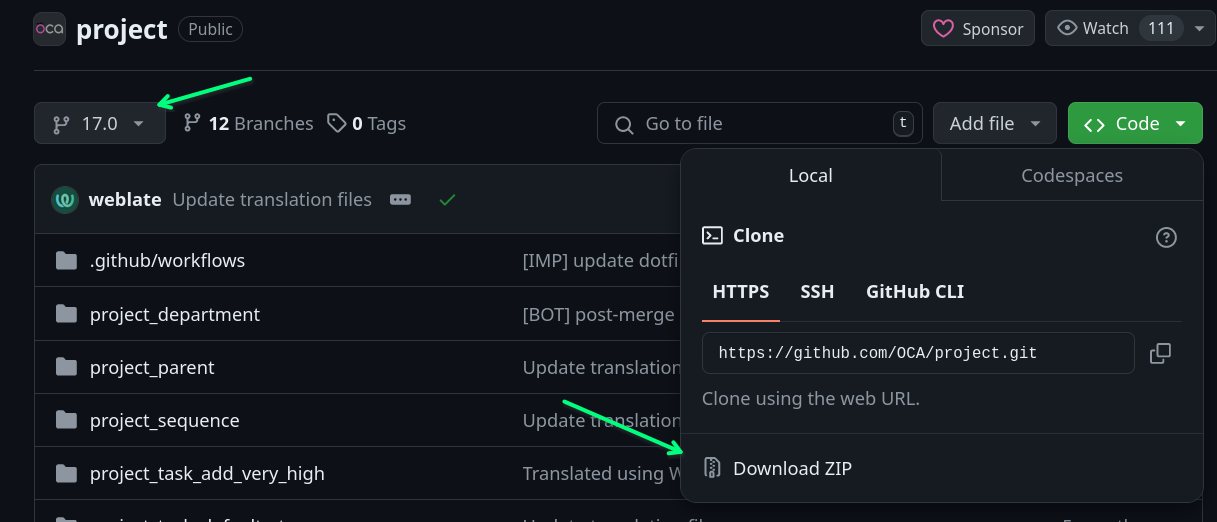 oca project Public Sponsor Watch 111
17.0 12 Branches 0 Tags Go to file t Add file Code
Local Codespaces
weblate Update translation files
Clone
.github/workflows [IMP] update dotfi
HTTPS SSH GitHub CLI
project_department [BOT] post-merge
https://github.com/OCA/project.git
project_parent Update translation
Clone using the web URL.
project_sequence Update translation
Download ZIP
project_task_add_very_high Translated using W